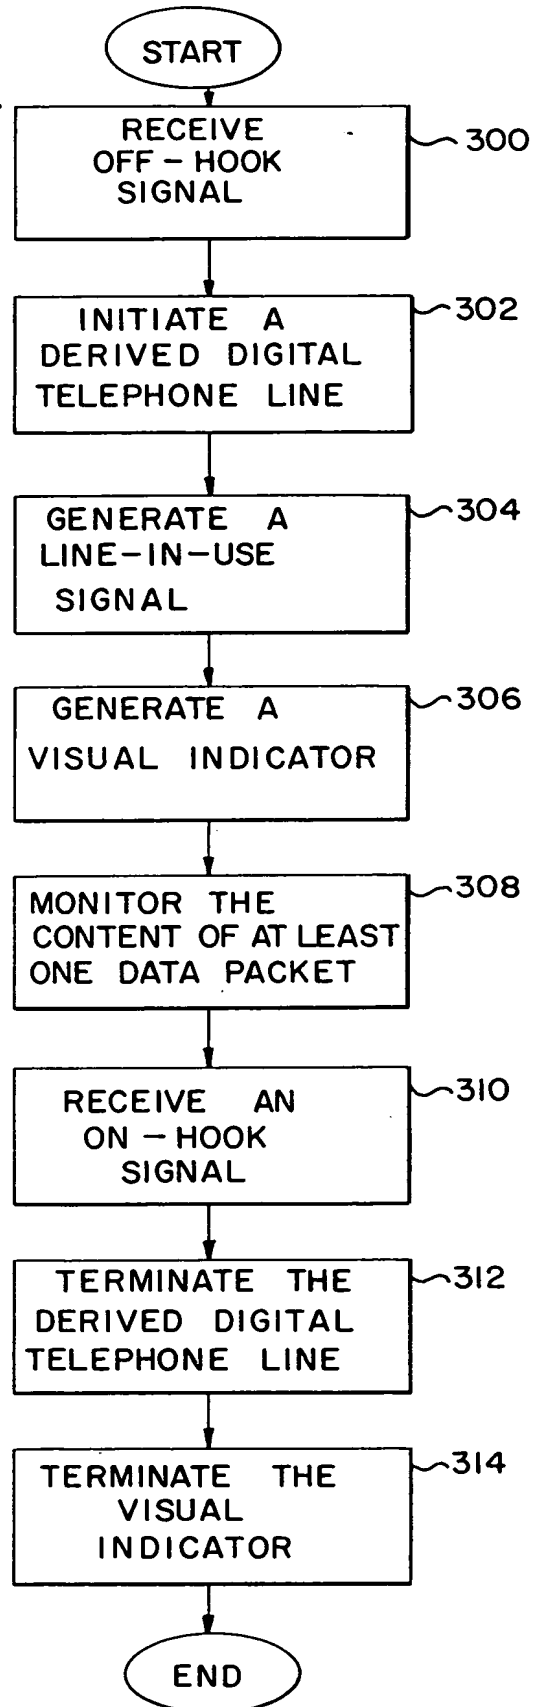 START
RECEIVE
OFF-HOOK
SIGNAL
300
INITIATE A
DERIVED DIGITAL
TELEPHONE LINE
302
GENERATE A
LINE-IN-USE
SIGNAL
304
GENERATE A
VISUAL INDICATOR
306
MONITOR THE
CONTENT OF AT LEAST
ONE DATA PACKET
308
RECEIVE AN
ON-HOOK
SIGNAL
310
TERMINATE THE
DERIVED DIGITAL
TELEPHONE LINE
312
TERMINATE THE
VISUAL
INDICATOR
314
END